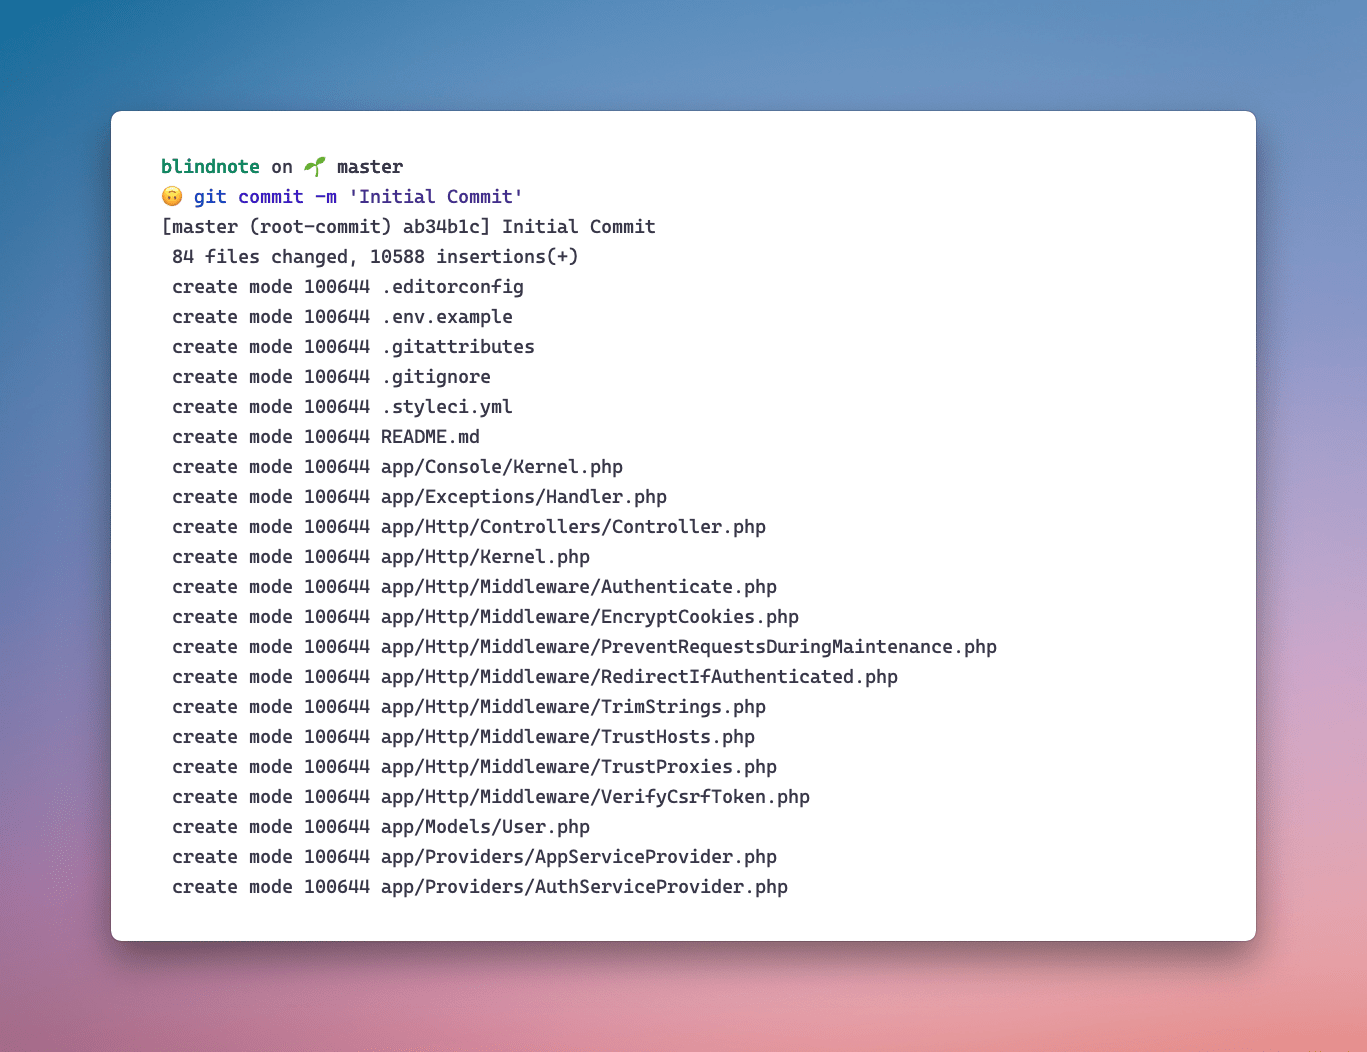 blindnote on 🌱 master
🙃 git commit -m 'Initial Commit'
[master (root-commit) ab34b1c] Initial Commit
 84 files changed, 10588 insertions(+)
 create mode 100644 .editorconfig
 create mode 100644 .env.example
 create mode 100644 .gitattributes
 create mode 100644 .gitignore
 create mode 100644 .styleci.yml
 create mode 100644 README.md
 create mode 100644 app/Console/Kernel.php
 create mode 100644 app/Exceptions/Handler.php
 create mode 100644 app/Http/Controllers/Controller.php
 create mode 100644 app/Http/Kernel.php
 create mode 100644 app/Http/Middleware/Authenticate.php
 create mode 100644 app/Http/Middleware/EncryptCookies.php
 create mode 100644 app/Http/Middleware/PreventRequestsDuringMaintenance.php
 create mode 100644 app/Http/Middleware/RedirectIfAuthenticated.php
 create mode 100644 app/Http/Middleware/TrimStrings.php
 create mode 100644 app/Http/Middleware/TrustHosts.php
 create mode 100644 app/Http/Middleware/TrustProxies.php
 create mode 100644 app/Http/Middleware/VerifyCsrfToken.php
 create mode 100644 app/Models/User.php
 create mode 100644 app/Providers/AppServiceProvider.php
 create mode 100644 app/Providers/AuthServiceProvider.php